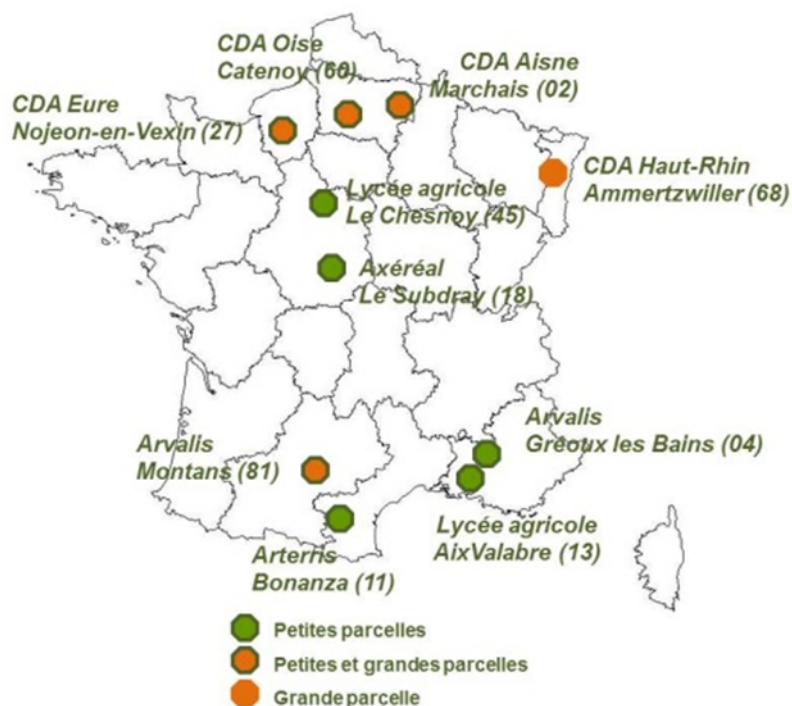 CDA Oise
Catenoy (60)
CDA Aisne
Marchais (02)
CDA Eure
Nojeon-en-Vexin (27)
CDA Haut-Rhin
Ammertzwiller (68)
Lycée agricole
Le Chesnoy (45)
Axéréal
Le Subdray (18)
Arvalis
Gréoux les Bains (04)
Arvalis
Montans (81)
Lycée agricole
AixValabre (13)
Arterris
Bonanza (11)
Petites parcelles
Petites et grandes parcelles
Grande parcelle